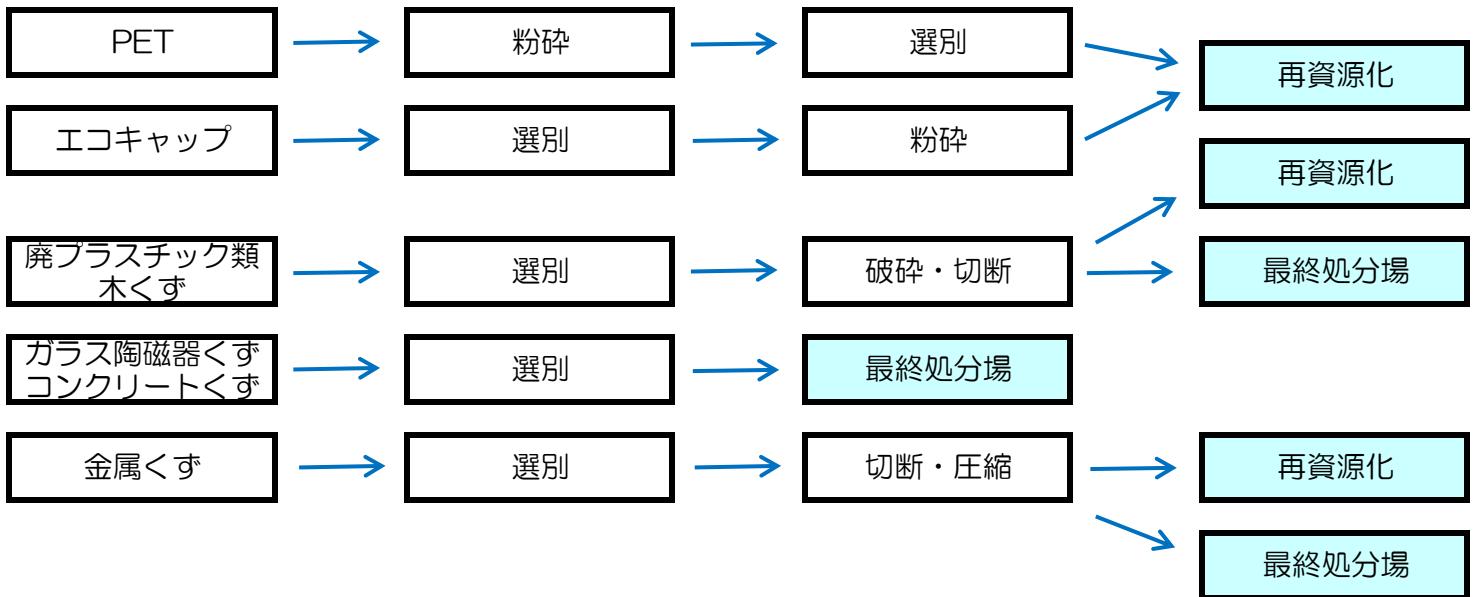 PET
粉砕
選別
再資源化
エコキャップ
選別
粉砕
再資源化
廃プラスチック類
木くず
選別
破砕・切断
最終処分場
ガラス陶磁器くず
コンクリートくず
選別
最終処分場
金属くず
選別
切断・圧縮
再資源化
最終処分場